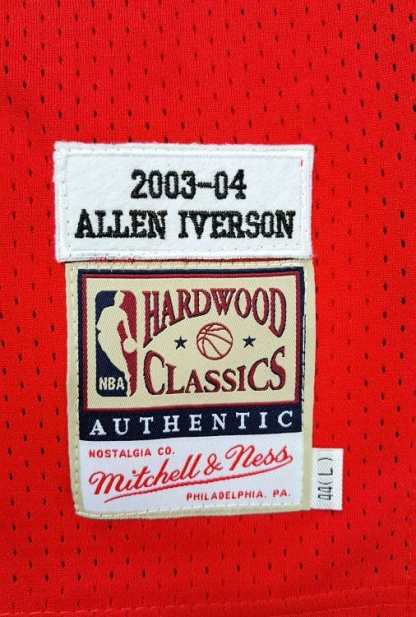 2003-04
ALLEN IVERSON
NBA
HARDWOOD
CLASSICS
AUTHENTIC
NOSTALGIA CO.
Mitchell & Ness
PHILADELPHIA. PA.
44(L)